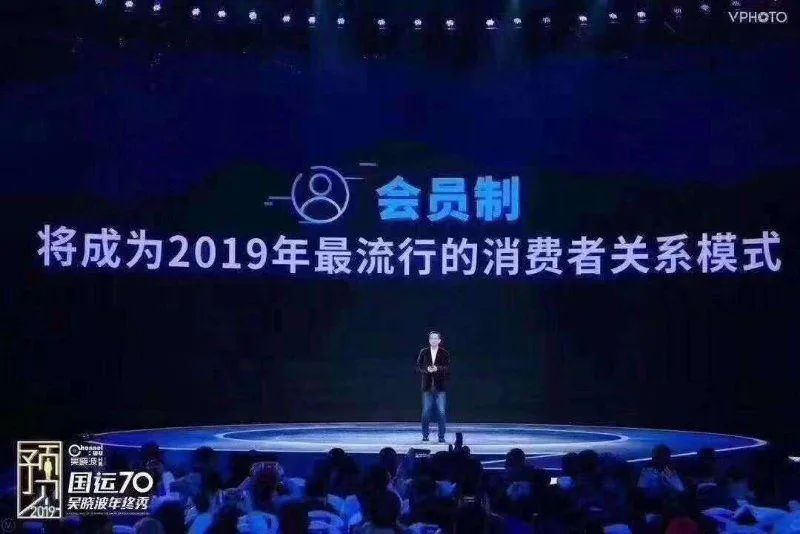 VPHOTO
会员制
将成为2019年最流行的消费者关系模式
Channel
吴晓波频道
预
2019
国运70
吴晓波年终秀